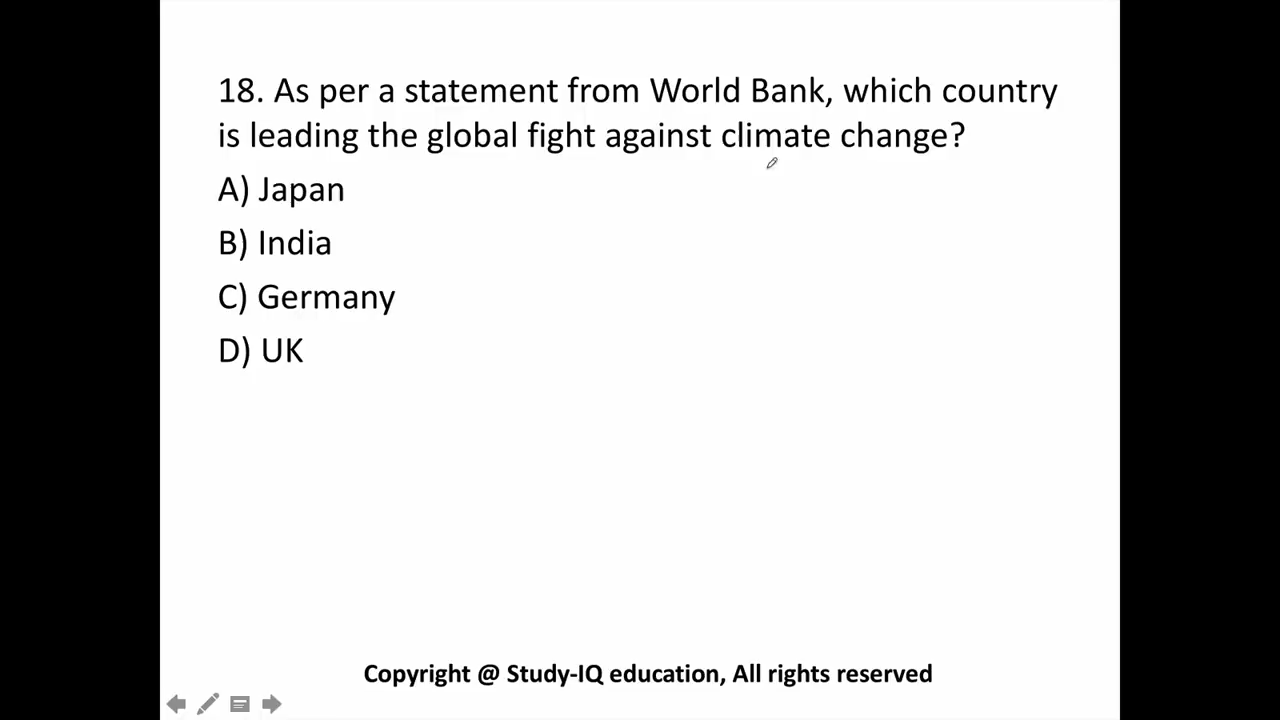 18. As per a statement from World Bank, which country
is leading the global fight against climate change?
A) Japan
B) India
C) Germany
D) UK
Copyright @ Study-IQ education, All rights reserved